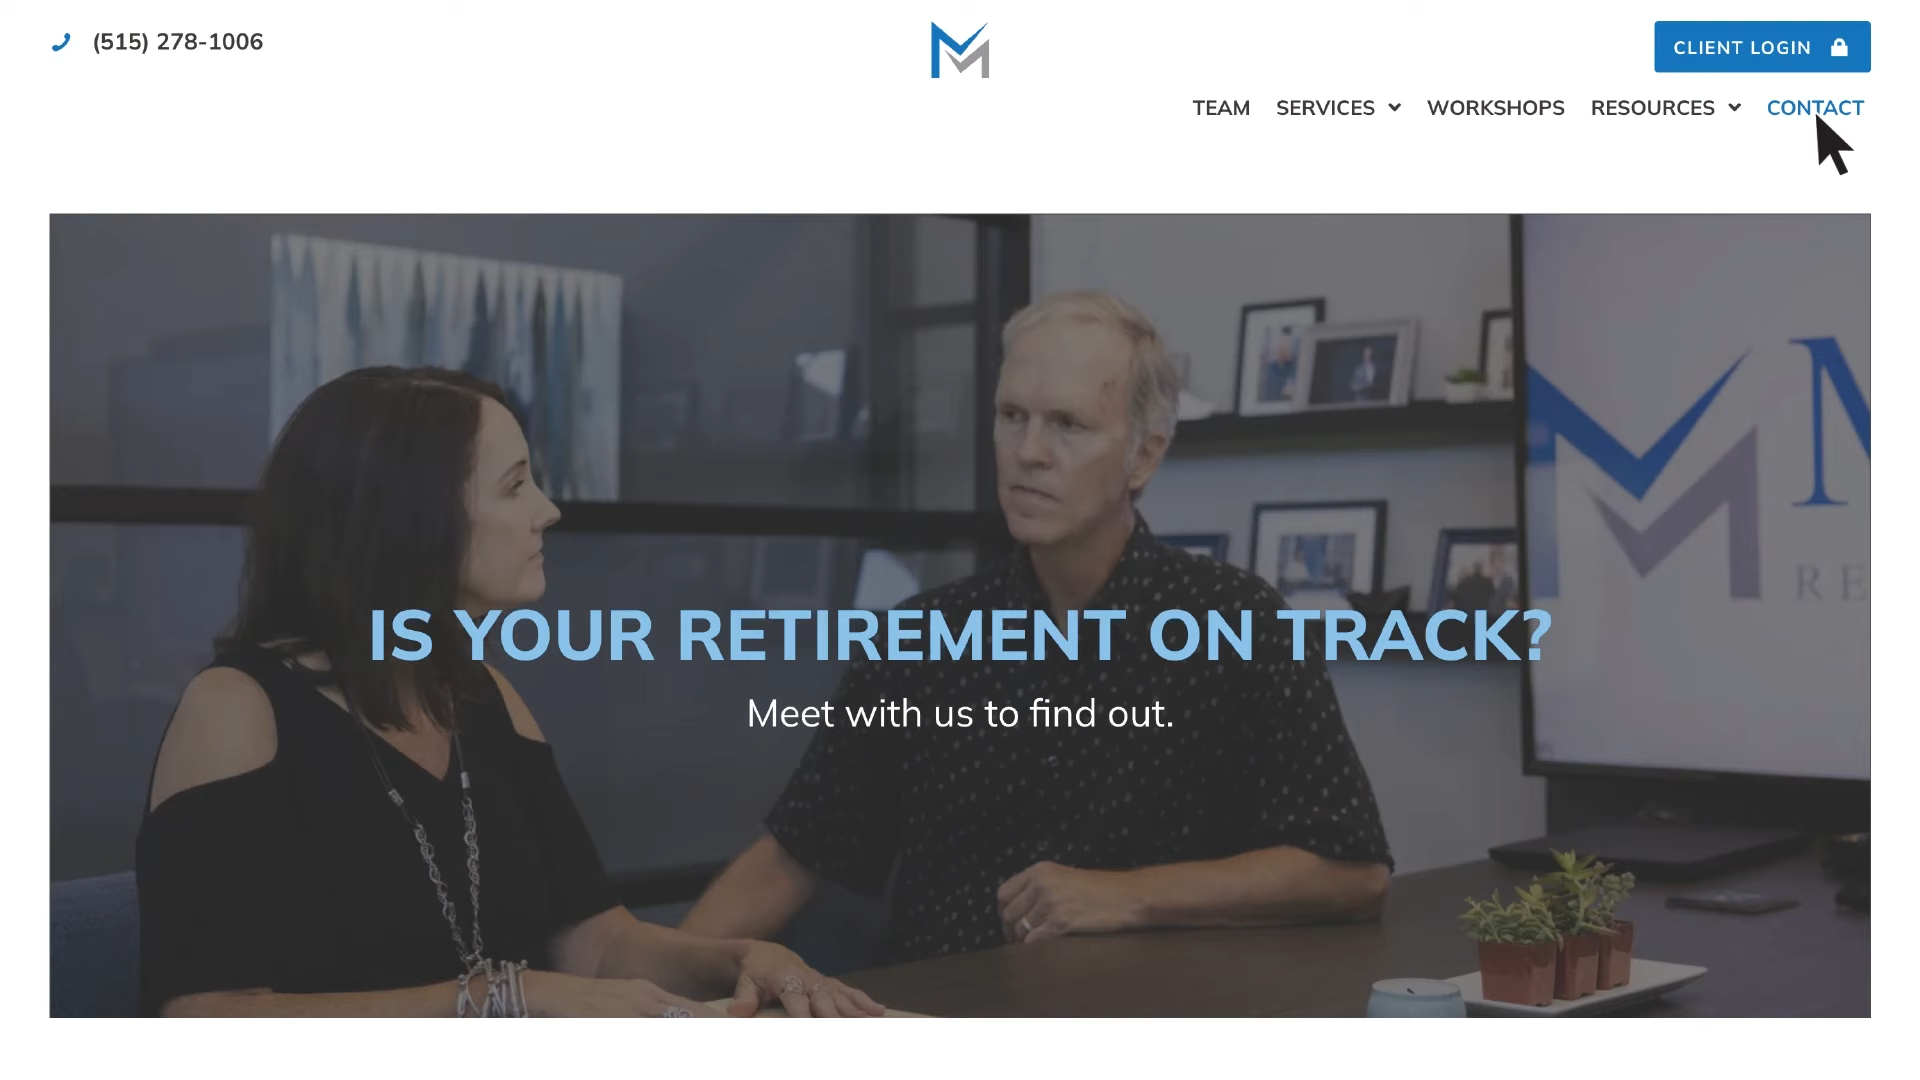 (515) 278-1006
CLIENT LOGIN
TEAM SERVICES WORKSHOPS RESOURCES CONTACT
RE
IS YOUR RETIREMENT ON TRACK?
Meet with us to find out.